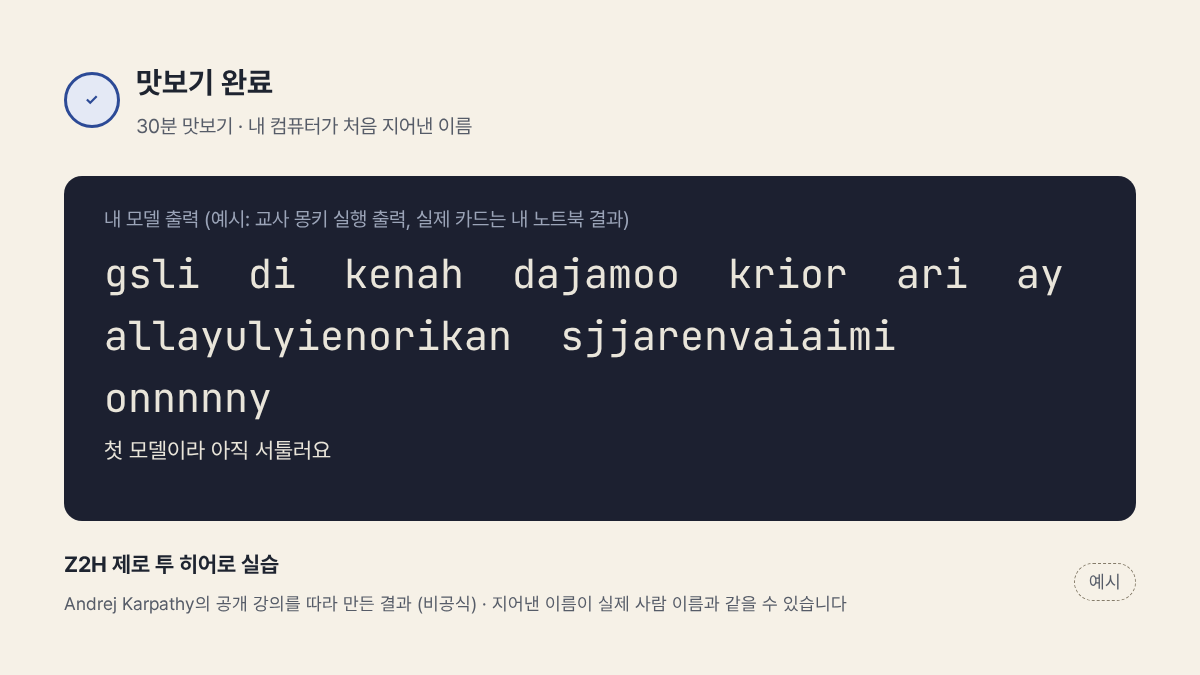 맛보기 완료
30분 맛보기 · 내 컴퓨터가 처음 지어낸 이름
내 모델 출력 (예시: 교사 몽키 실행 출력, 실제 카드는 내 노트북 결과)
gsli di kenah dajamoo krior ari ay
allayulyienorikan sjjarenvaiaimi
onnnnny
첫 모델이라 아직 서툴러요
Z2H 제로 투 히어로 실습
예시
Andrej Karpathy의 공개 강의를 따라 만든 결과 (비공식) · 지어낸 이름이 실제 사람 이름과 같을 수 있습니다